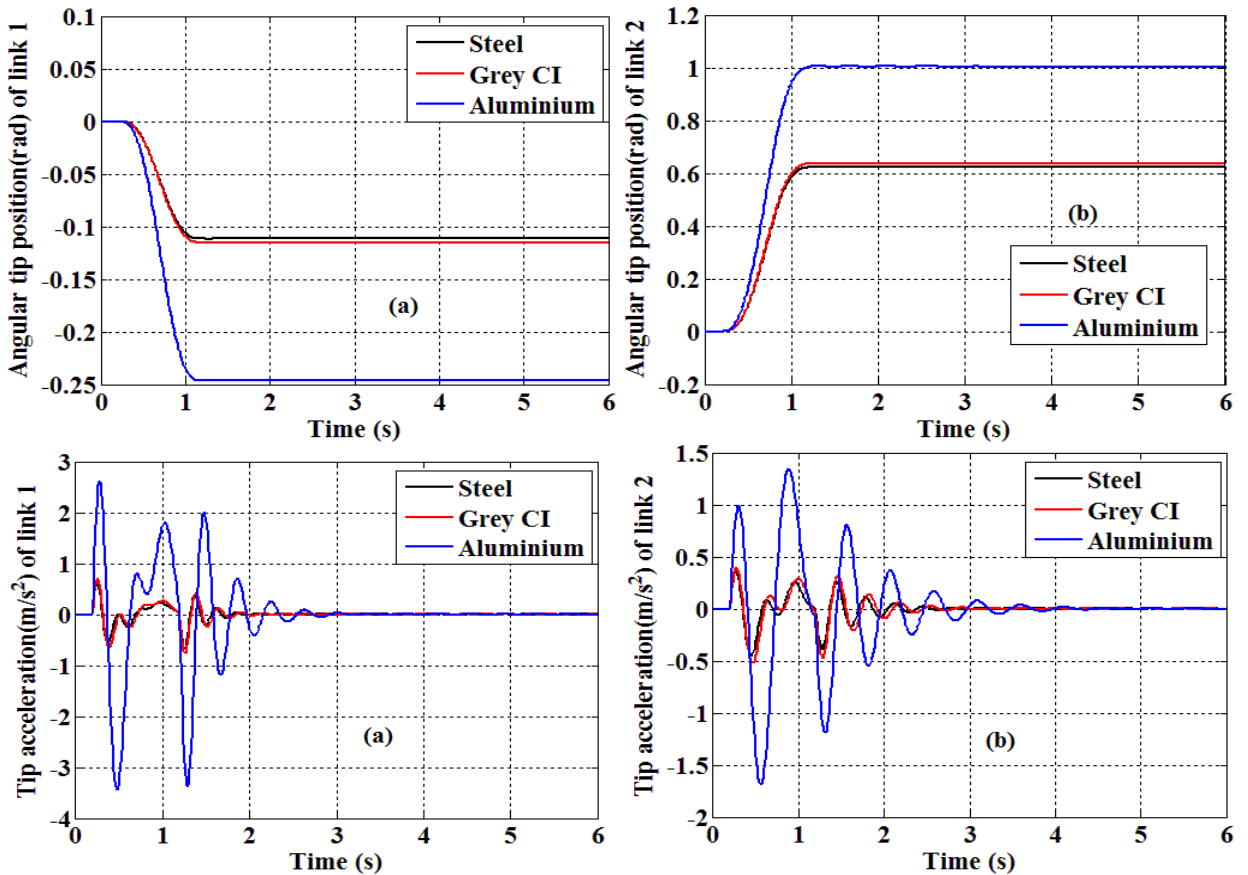 Angular tip position(rad) of link 1
0.1
0.05
0
-0.05
-0.1
-0.15
-0.2
-0.25
Steel
Grey CI
Aluminium
(a)
0 1 2 3 4 5 6
Time (s)
Angular tip position(rad) of link 2
1.2
1
0.8
0.6
0.4
0.2
0
-0.2
(b)
Steel
Grey CI
Aluminium
0 1 2 3 4 5 6
Time (s)
Tip acceleration(m/s²) of link 1
3
2
1
0
-1
-2
-3
-4
Steel
Grey CI
Aluminium
(a)
0 1 2 3 4 5 6
Time (s)
Tip acceleration(m/s²) of link 2
1.5
1
0.5
0
-0.5
-1
-1.5
-2
Steel
Grey CI
Aluminium
(b)
0 1 2 3 4 5 6
Time (s)